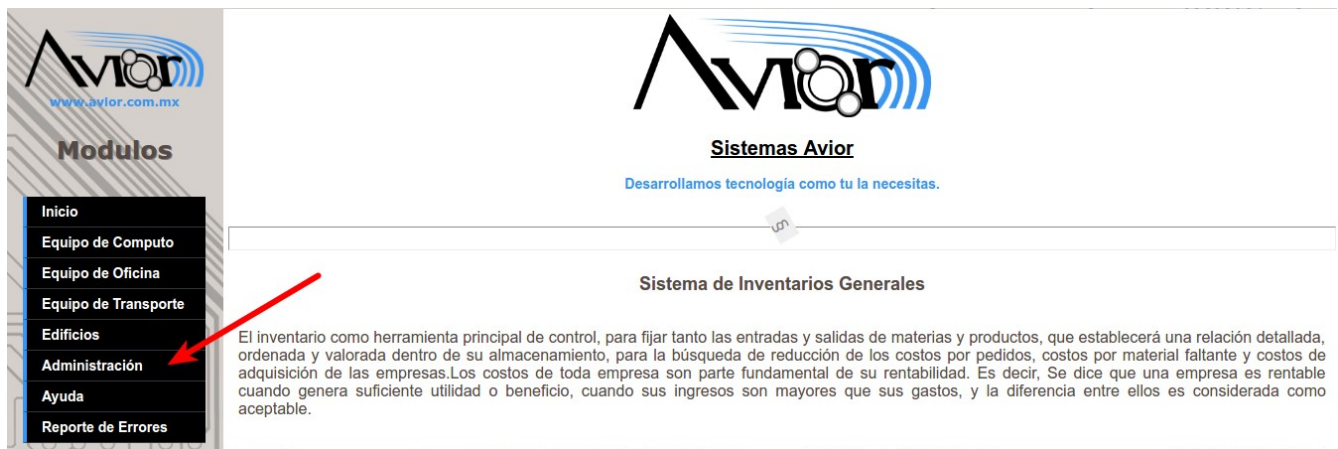 Avior
www.avior.com.mx
Modulos
Inicio
Equipo de Computo
Equipo de Oficina
Equipo de Transporte
Edificios
Administración
Ayuda
Reporte de Errores
Avior
Sistemas Avior
Desarrollamos tecnología como tu la necesitas.
§
Sistema de Inventarios Generales
El inventario como herramienta principal de control, para fijar tanto las entradas y salidas de materias y productos, que establecerá una relación detallada,
ordenada y valorada dentro de su almacenamiento, para la búsqueda de reducción de los costos por pedidos, costos por material faltante y costos de
adquisición de las empresas.Los costos de toda empresa son parte fundamental de su rentabilidad. Es decir, Se dice que una empresa es rentable
cuando genera suficiente utilidad o beneficio, cuando sus ingresos son mayores que sus gastos, y la diferencia entre ellos es considerada como
aceptable.